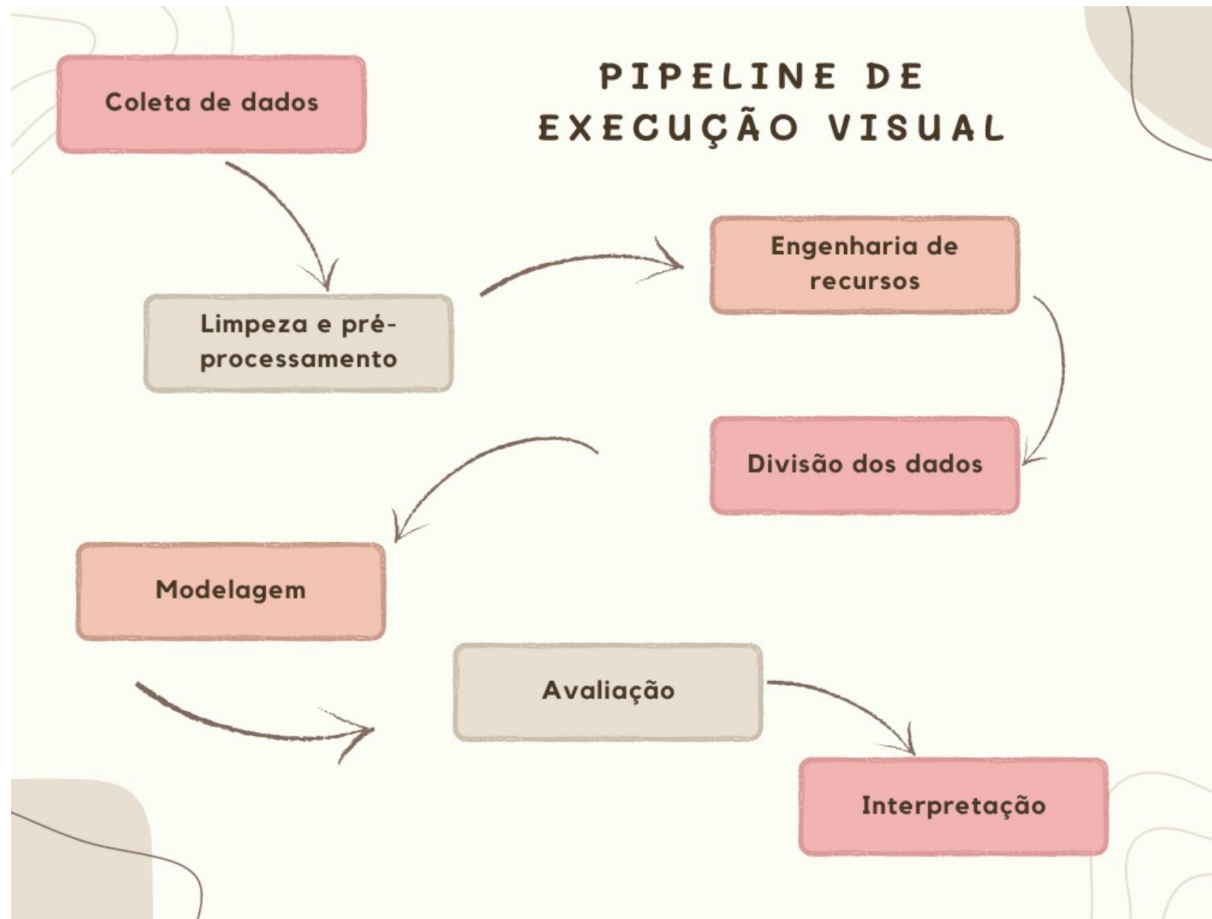 PIPELINE DE
EXECUÇÃO VISUAL
Coleta de dados
Limpeza e pré-
processamento
Engenharia de
recursos
Divisão dos dados
Modelagem
Avaliação
Interpretação